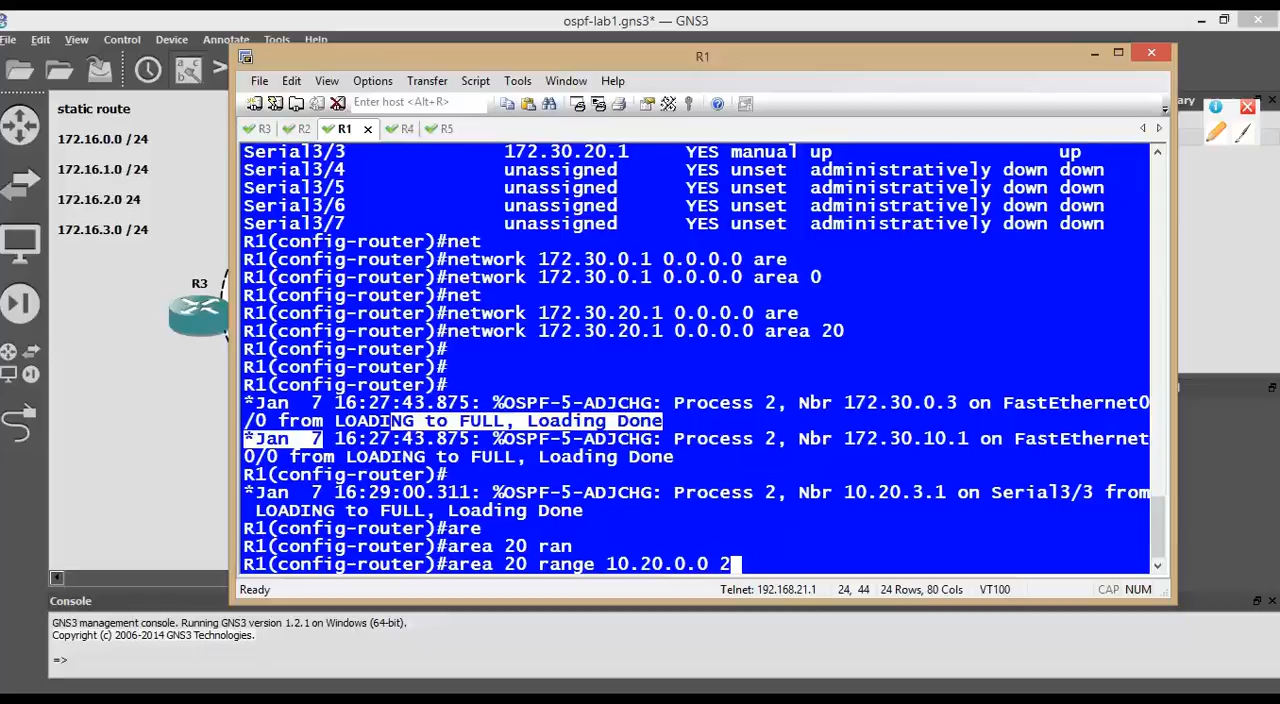 ospf-lab1.gns3* — GNS3
File Edit View Control Device Annotate Tools Help
static route
172.16.0.0 /24
172.16.1.0 /24
172.16.2.0 24
172.16.3.0 /24
R3
R1
File Edit View Options Transfer Script Tools Window Help
Enter host <Alt+R>
R3 R2 R1 R4 R5
Serial3/3 172.30.20.1 YES manual up up
Serial3/4 unassigned YES unset administratively down down
Serial3/5 unassigned YES unset administratively down down
Serial3/6 unassigned YES unset administratively down down
Serial3/7 unassigned YES unset administratively down down
R1(config-router)#net
R1(config-router)#network 172.30.0.1 0.0.0.0 are
R1(config-router)#network 172.30.0.1 0.0.0.0 area 0
R1(config-router)#net
R1(config-router)#network 172.30.20.1 0.0.0.0 are
R1(config-router)#network 172.30.20.1 0.0.0.0 area 20
R1(config-router)#
R1(config-router)#
R1(config-router)#
*Jan  7 16:27:43.875: %OSPF-5-ADJCHG: Process 2, Nbr 172.30.0.3 on FastEthernet0
/0 from LOADING to FULL, Loading Done
*Jan  7 16:27:43.875: %OSPF-5-ADJCHG: Process 2, Nbr 172.30.10.1 on FastEthernet
0/0 from LOADING to FULL, Loading Done
R1(config-router)#
*Jan  7 16:29:00.311: %OSPF-5-ADJCHG: Process 2, Nbr 10.20.3.1 on Serial3/3 from
LOADING to FULL, Loading Done
R1(config-router)#are
R1(config-router)#area 20 ran
R1(config-router)#area 20 range 10.20.0.0 2
Ready Telnet: 192.168.21.1 24, 44 24 Rows, 80 Cols VT100 CAP NUM
Console
GNS3 management console. Running GNS3 version 1.2.1 on Windows (64-bit).
Copyright (c) 2006-2014 GNS3 Technologies.
=>